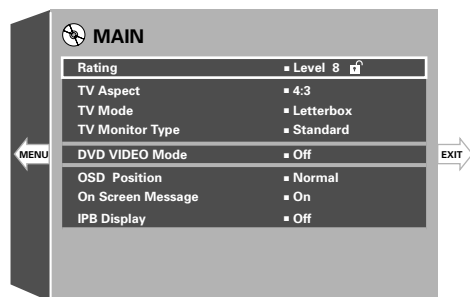 MAIN
Rating ▪ Level 8
TV Aspect ▪ 4:3
TV Mode ▪ Letterbox
TV Monitor Type ▪ Standard
MENU
DVD VIDEO Mode ▪ Off
EXIT
OSD Position ▪ Normal
On Screen Message ▪ On
IPB Display ▪ Off